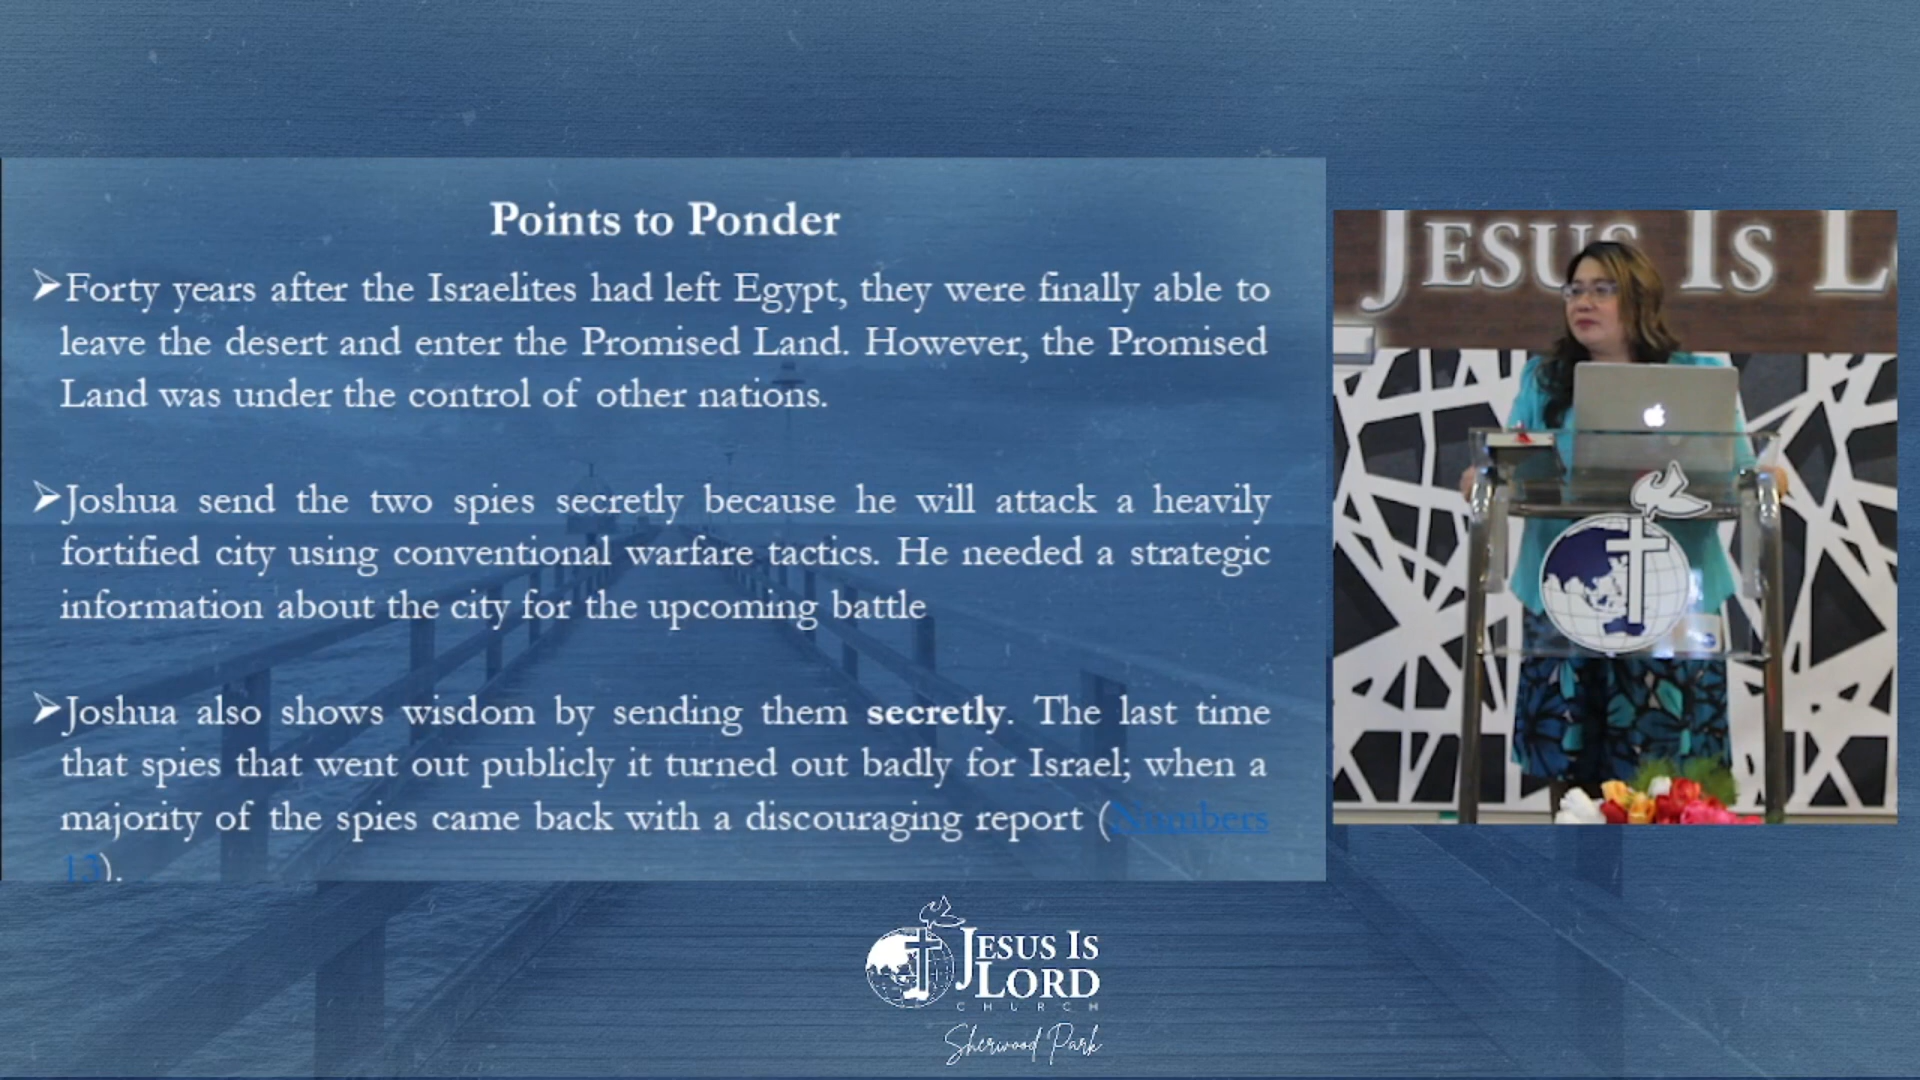 Points to Ponder
➤Forty years after the Israelites had left Egypt, they were finally able to
leave the desert and enter the Promised Land. However, the Promised
Land was under the control of other nations.
➤Joshua send the two spies secretly because he will attack a heavily
fortified city using conventional warfare tactics. He needed a strategic
information about the city for the upcoming battle
➤Joshua also shows wisdom by sending them secretly. The last time
that spies that went out publicly it turned out badly for Israel; when a
majority of the spies came back with a discouraging report (Numbers
13).
JESUS IS L
JESUS IS
LORD
CHURCH
Sherwood Park